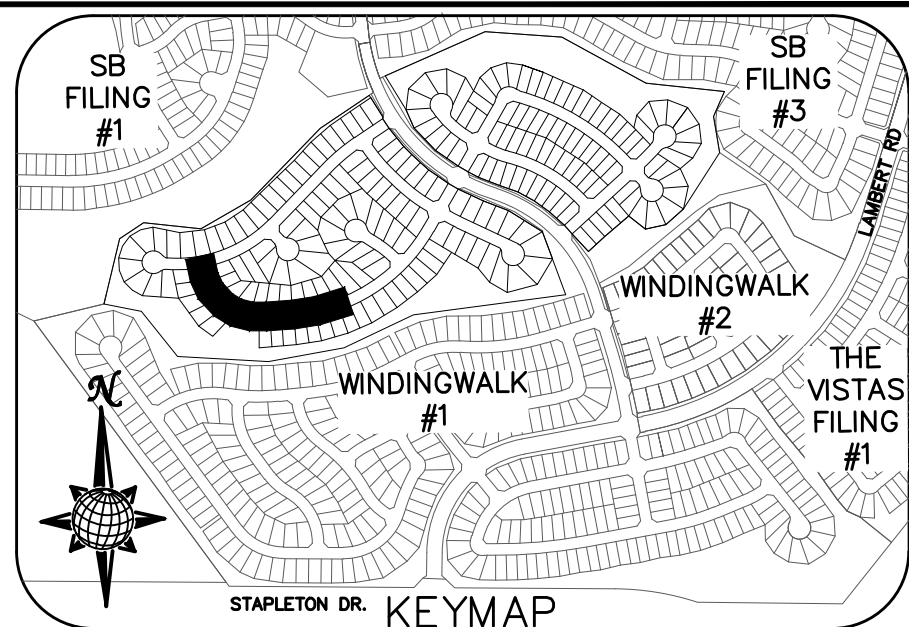 SB
FILING
#1
SB
FILING
#3
LAMBERT RD
WINDINGWALK
#2
THE
VISTAS
FILING
#1
WINDINGWALK
#1
N
STAPLETON DR.
KEYMAP